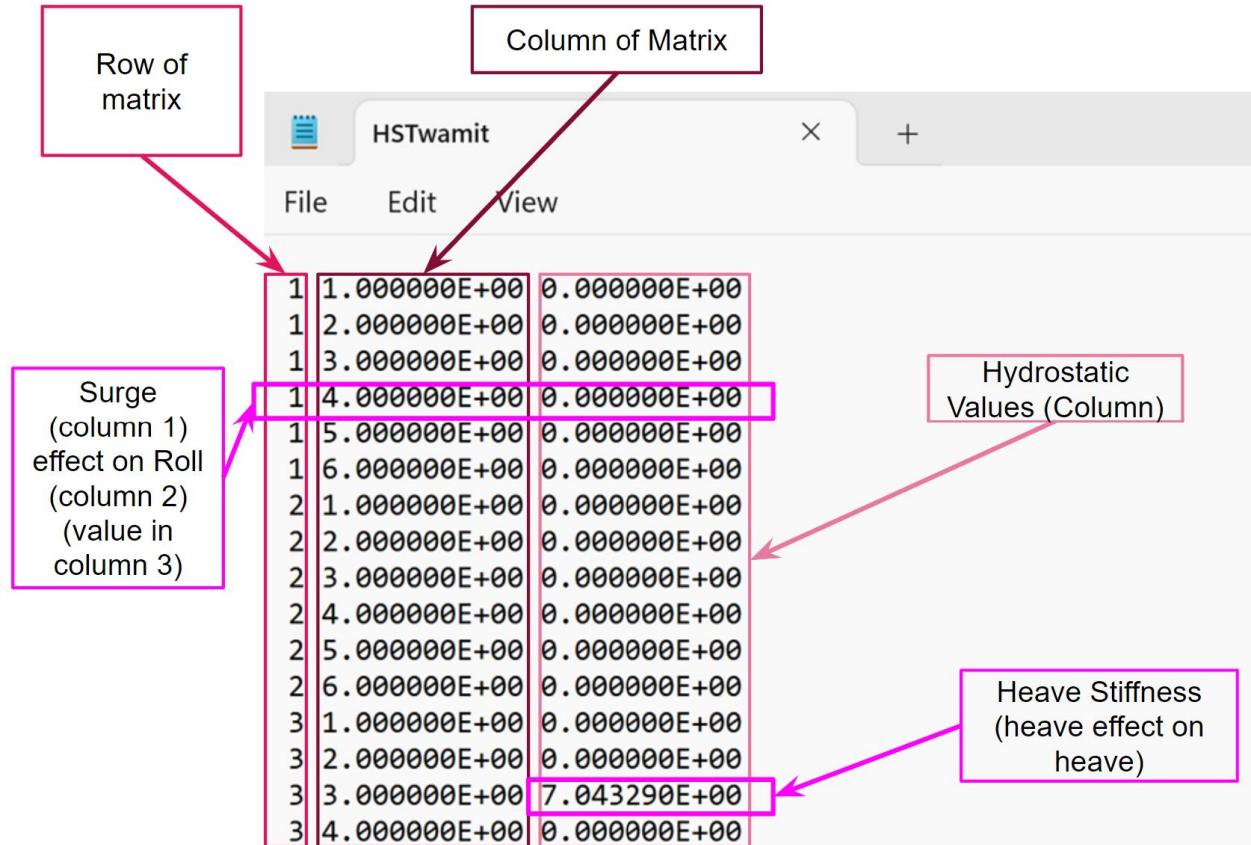 Row of
matrix
Column of Matrix
HSTwamit
File Edit View
1 1.000000E+00 0.000000E+00
1 2.000000E+00 0.000000E+00
1 3.000000E+00 0.000000E+00
1 4.000000E+00 0.000000E+00
1 5.000000E+00 0.000000E+00
1 6.000000E+00 0.000000E+00
2 1.000000E+00 0.000000E+00
2 2.000000E+00 0.000000E+00
2 3.000000E+00 0.000000E+00
2 4.000000E+00 0.000000E+00
2 5.000000E+00 0.000000E+00
2 6.000000E+00 0.000000E+00
3 1.000000E+00 0.000000E+00
3 2.000000E+00 0.000000E+00
3 3.000000E+00 7.043290E+00
3 4.000000E+00 0.000000E+00
Surge
(column 1)
effect on Roll
(column 2)
(value in
column 3)
Hydrostatic
Values (Column)
Heave Stiffness
(heave effect on
heave)